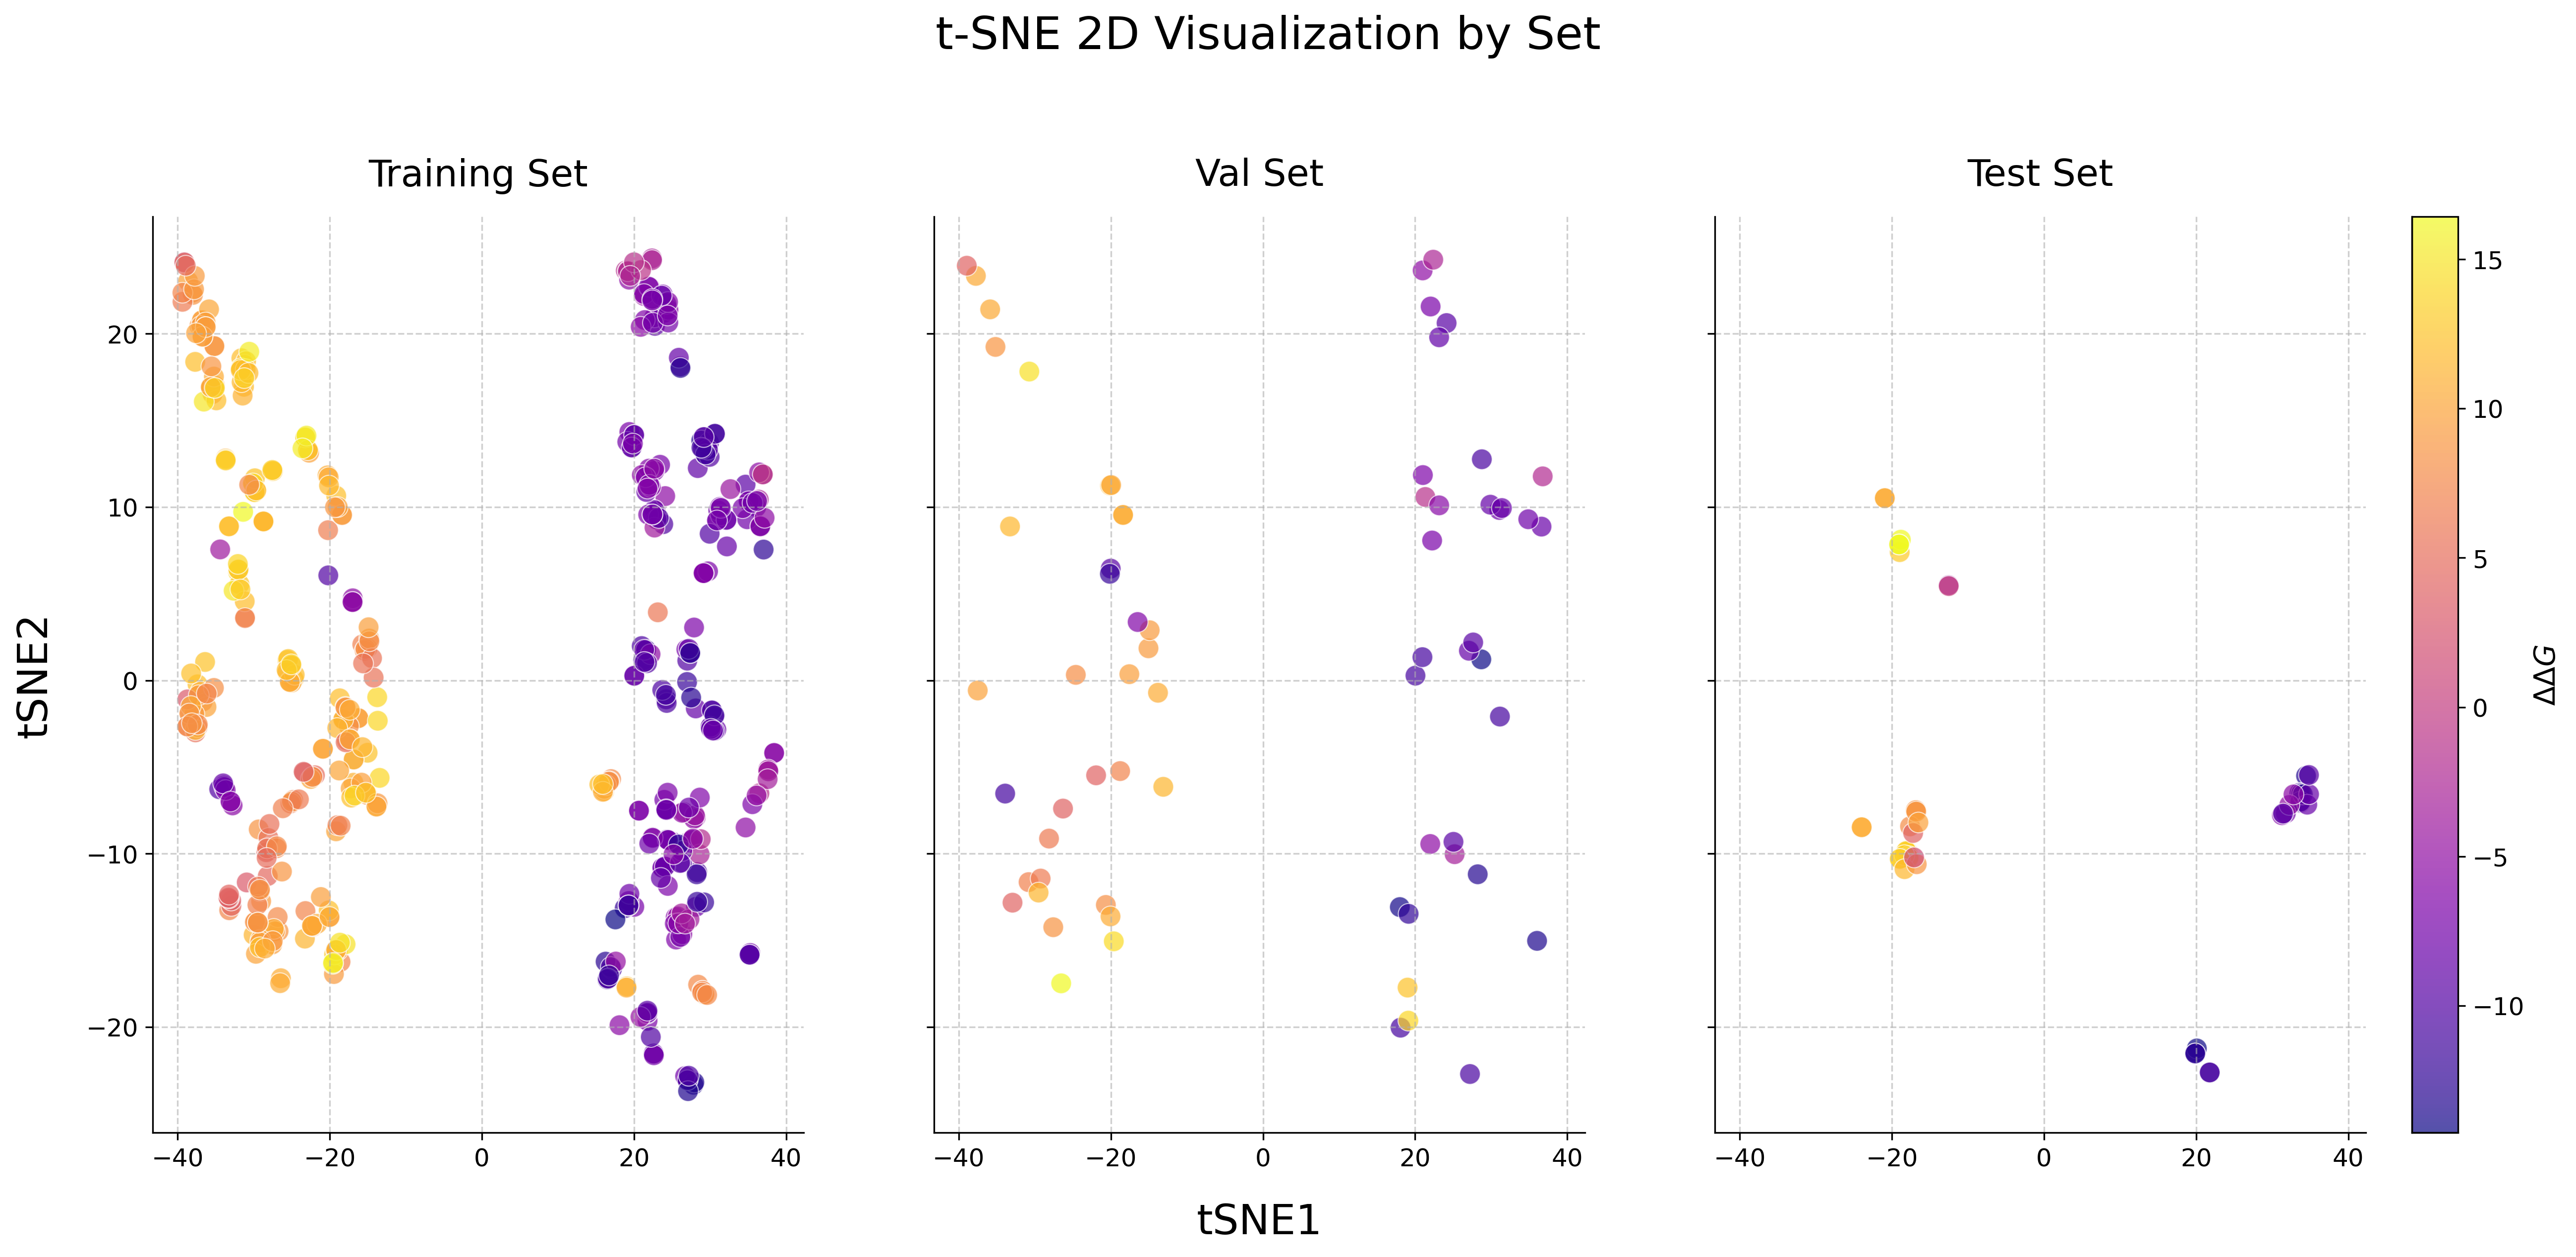 t-SNE 2D Visualization by Set
Training Set
Val Set
Test Set
tSNE2
20
10
0
−10
−20
−40 −20 0 20 40
−40 −20 0 20 40
−40 −20 0 20 40
tSNE1
15
10
5
0
−5
−10
ΔΔG